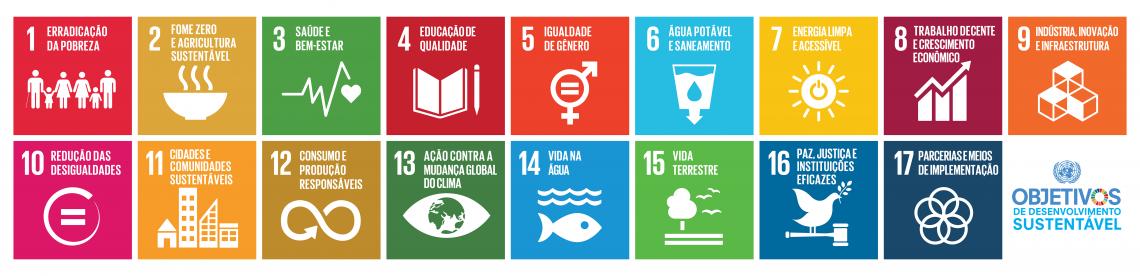 1 ERRADICAÇÃO
DA POBREZA
2 FOME ZERO
E AGRICULTURA
SUSTENTÁVEL
3 SAÚDE E
BEM-ESTAR
4 EDUCAÇÃO DE
QUALIDADE
5 IGUALDADE
DE GÊNERO
6 ÁGUA POTÁVEL
E SANEAMENTO
7 ENERGIA LIMPA
E ACESSÍVEL
8 TRABALHO DECENTE
E CRESCIMENTO
ECONÔMICO
9 INDÚSTRIA, INOVAÇÃO
E INFRAESTRUTURA
10 REDUÇÃO DAS
DESIGUALDADES
11 CIDADES E
COMUNIDADES
SUSTENTÁVEIS
12 CONSUMO E
PRODUÇÃO
RESPONSÁVEIS
13 AÇÃO CONTRA A
MUDANÇA GLOBAL
DO CLIMA
14 VIDA NA
ÁGUA
15 VIDA
TERRESTRE
16 PAZ, JUSTIÇA E
INSTITUIÇÕES
EFICAZES
17 PARCERIAS E MEIOS
DE IMPLEMENTAÇÃO
OBJETIVOS
DE DESENVOLVIMENTO
SUSTENTÁVEL